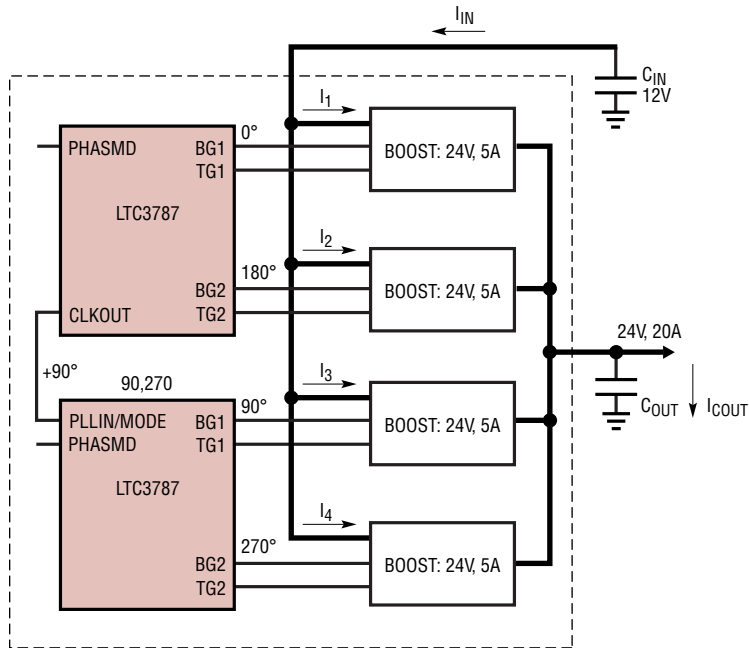 I_IN
C_IN
12V
I_1
BOOST: 24V, 5A
0°
PHASMD
BG1
TG1
LTC3787
I_2
BOOST: 24V, 5A
180°
BG2
TG2
CLKOUT
24V, 20A
+90°
90,270
I_3
BOOST: 24V, 5A
90°
C_OUT
I_COUT
PLLIN/MODE
BG1
PHASMD
TG1
LTC3787
I_4
BOOST: 24V, 5A
270°
BG2
TG2